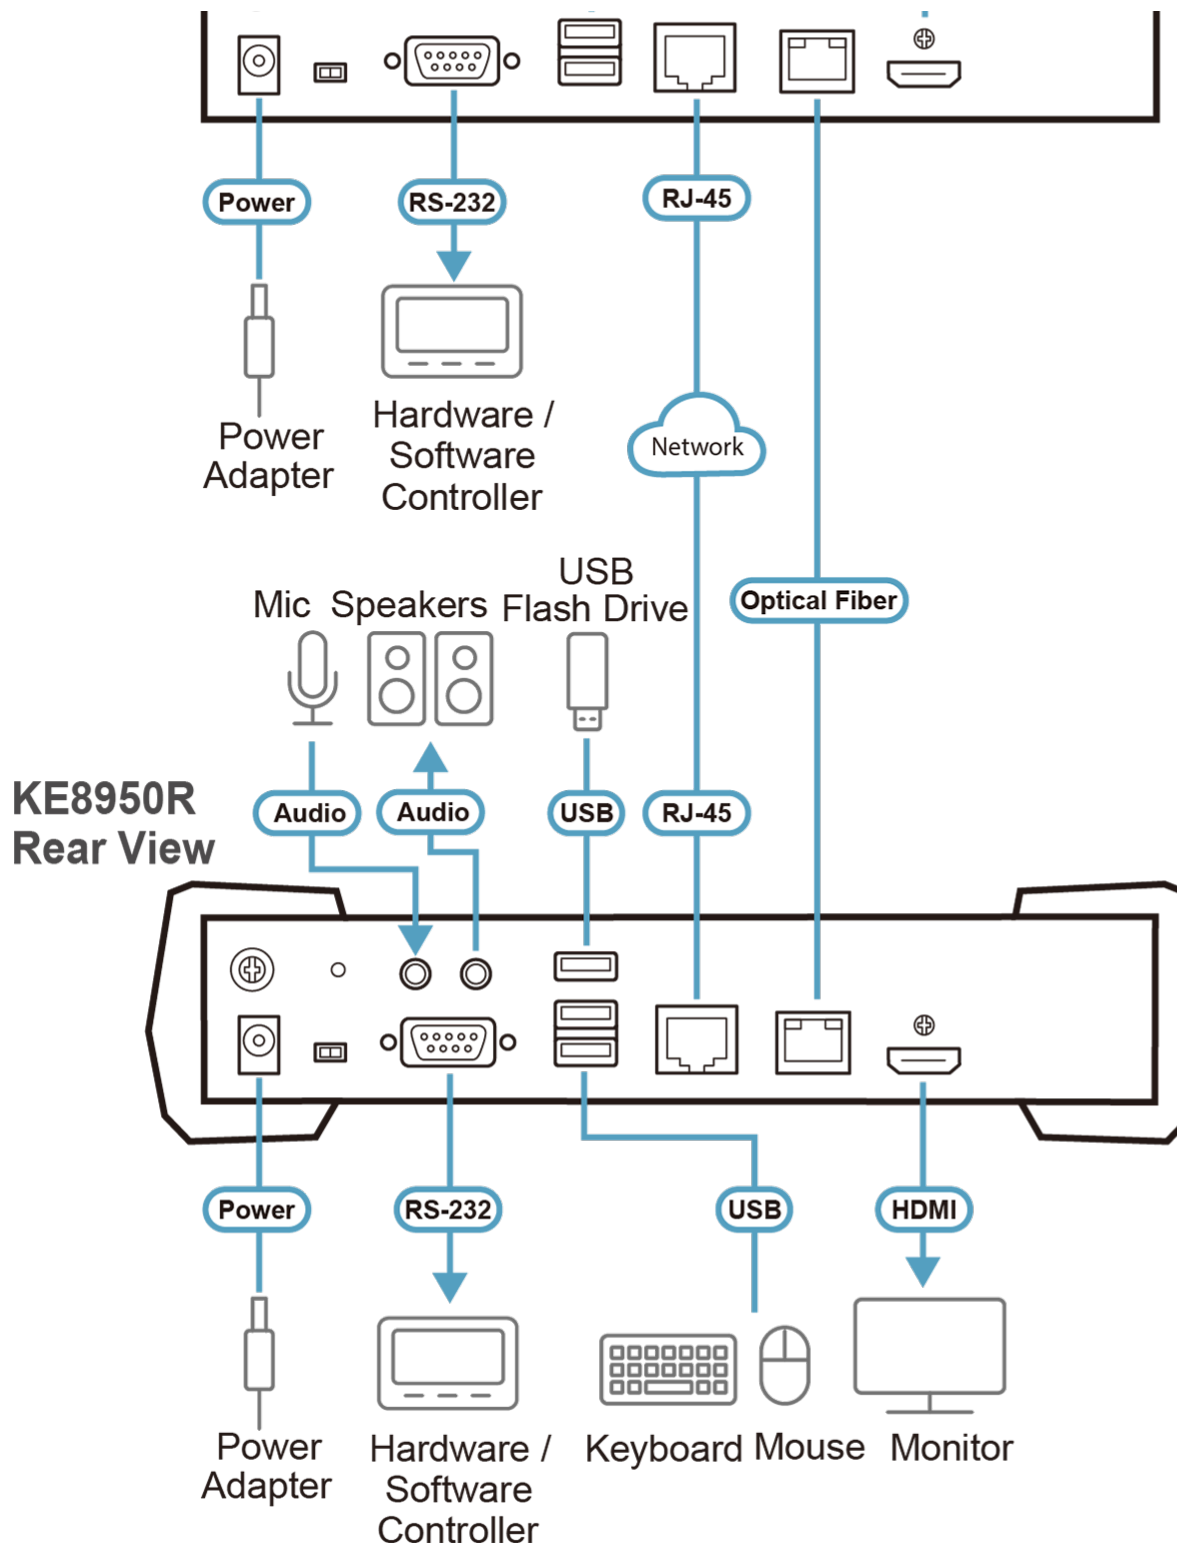 Power
RS-232
RJ-45
Power
Adapter
Hardware /
Software
Controller
Network
Optical Fiber
Mic
Speakers
USB
Flash Drive
KE8950R
Rear View
Audio
Audio
USB
RJ-45
Power
RS-232
USB
HDMI
Power
Adapter
Hardware /
Software
Controller
Keyboard
Mouse
Monitor